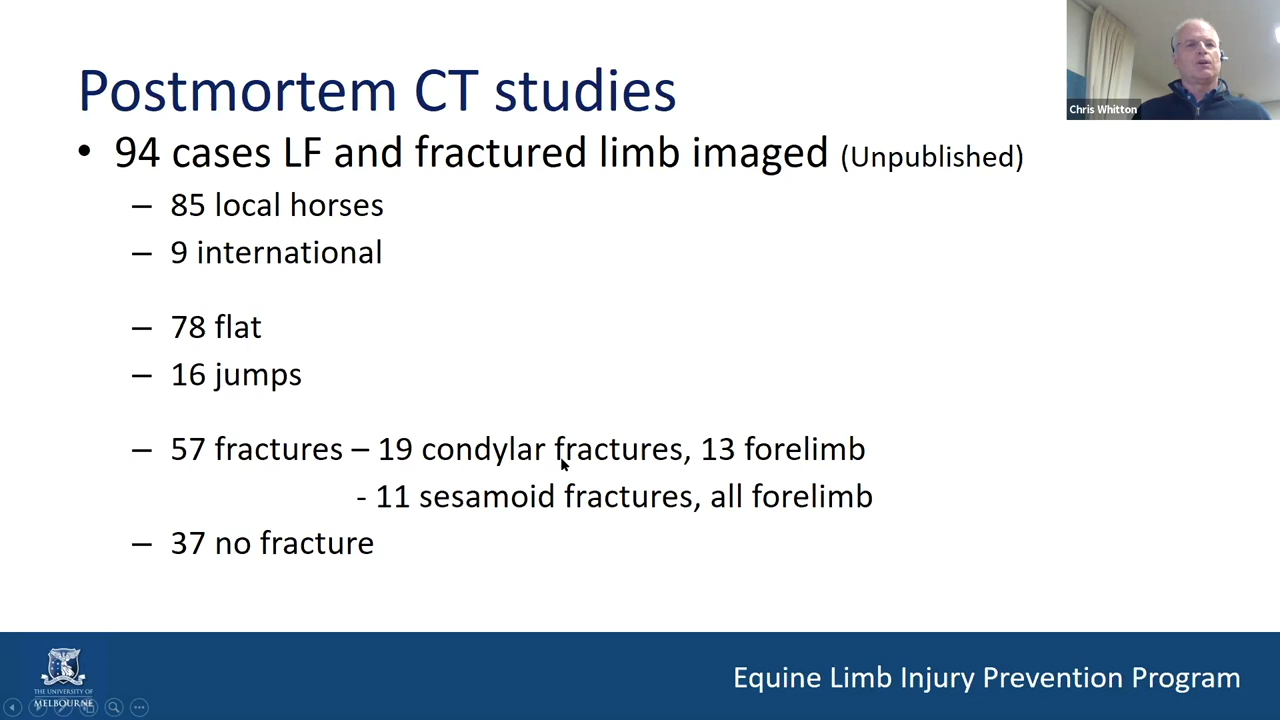 Postmortem CT studies
Chris Whitton
• 94 cases LF and fractured limb imaged (Unpublished)
– 85 local horses
– 9 international
– 78 flat
– 16 jumps
– 57 fractures – 19 condylar fractures, 13 forelimb
- 11 sesamoid fractures, all forelimb
– 37 no fracture
THE UNIVERSITY OF
MELBOURNE
Equine Limb Injury Prevention Program